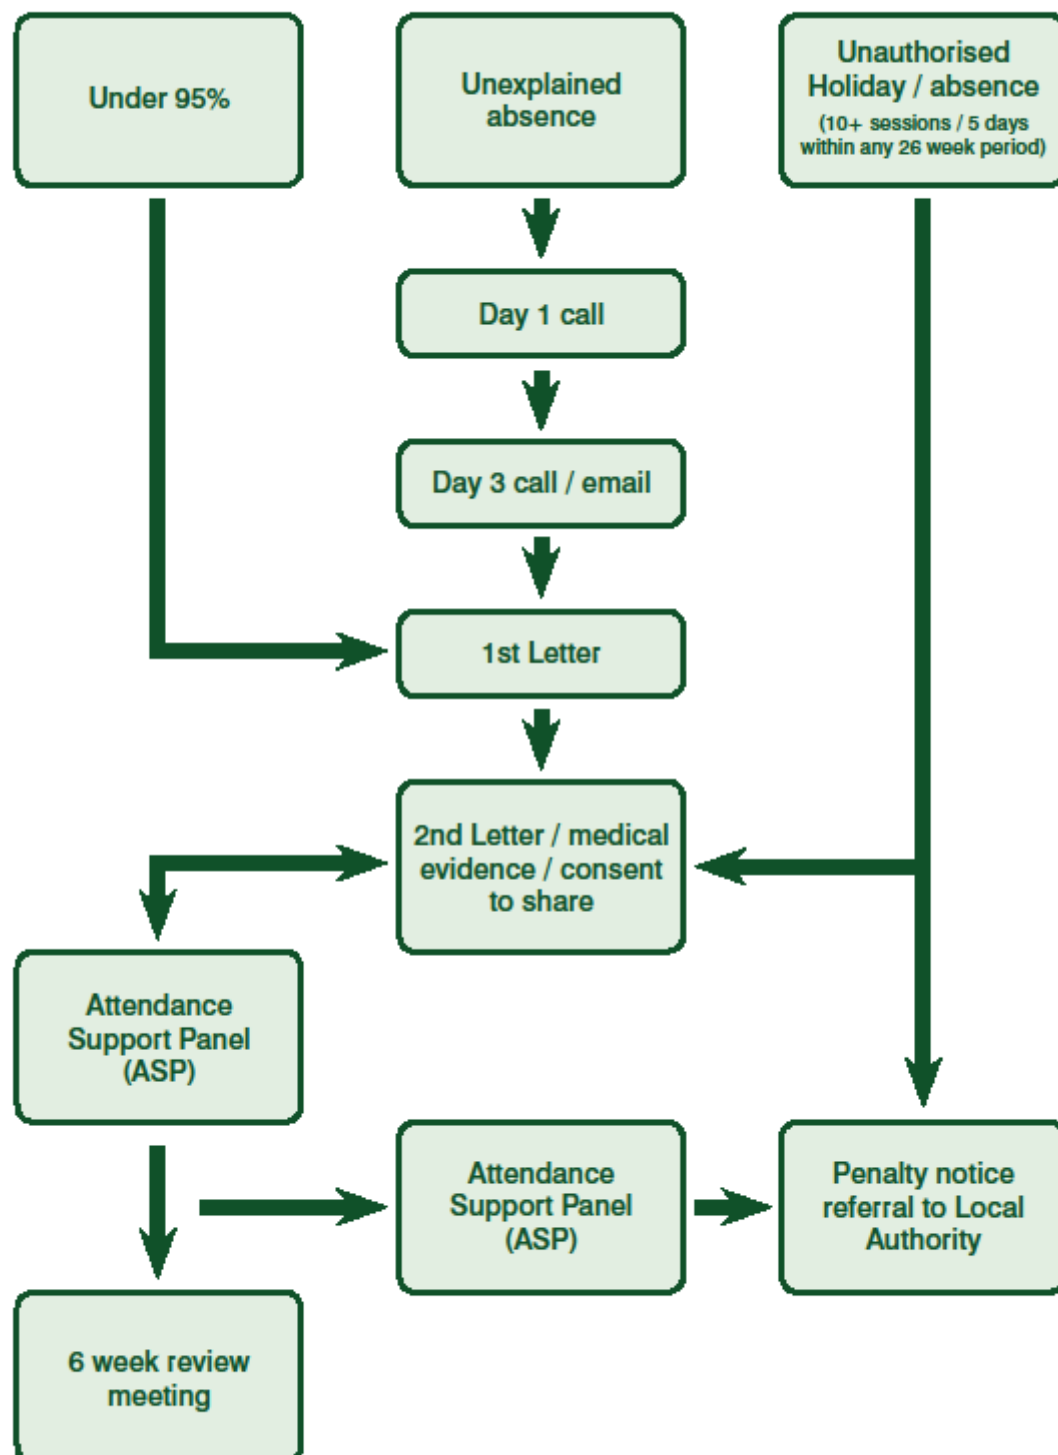 Under 95%
Unexplained
absence
Unauthorised
Holiday / absence
(10+ sessions / 5 days
within any 26 week period)
Day 1 call
Day 3 call / email
1st Letter
2nd Letter / medical
evidence / consent
to share
Attendance
Support Panel
(ASP)
Attendance
Support Panel
(ASP)
Penalty notice
referral to Local
Authority
6 week review
meeting